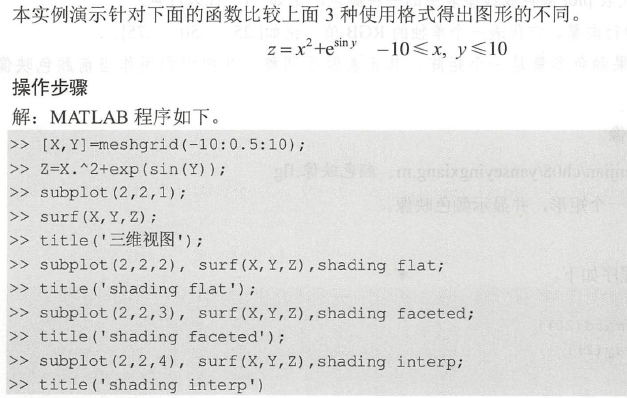 本实例演示针对下面的函数比较上面 3 种使用格式得出图形的不同。
z=x²+e^{sin y}  -10≤x, y≤10
操作步骤
解：MATLAB 程序如下。
>> [X,Y]=meshgrid(-10:0.5:10);
>> Z=X.^2+exp(sin(Y));
>> subplot(2,2,1);
>> surf(X,Y,Z);
>> title('三维视图');
>> subplot(2,2,2), surf(X,Y,Z),shading flat;
>> title('shading flat');
>> subplot(2,2,3), surf(X,Y,Z),shading faceted;
>> title('shading faceted');
>> subplot(2,2,4), surf(X,Y,Z),shading interp;
>> title('shading interp')